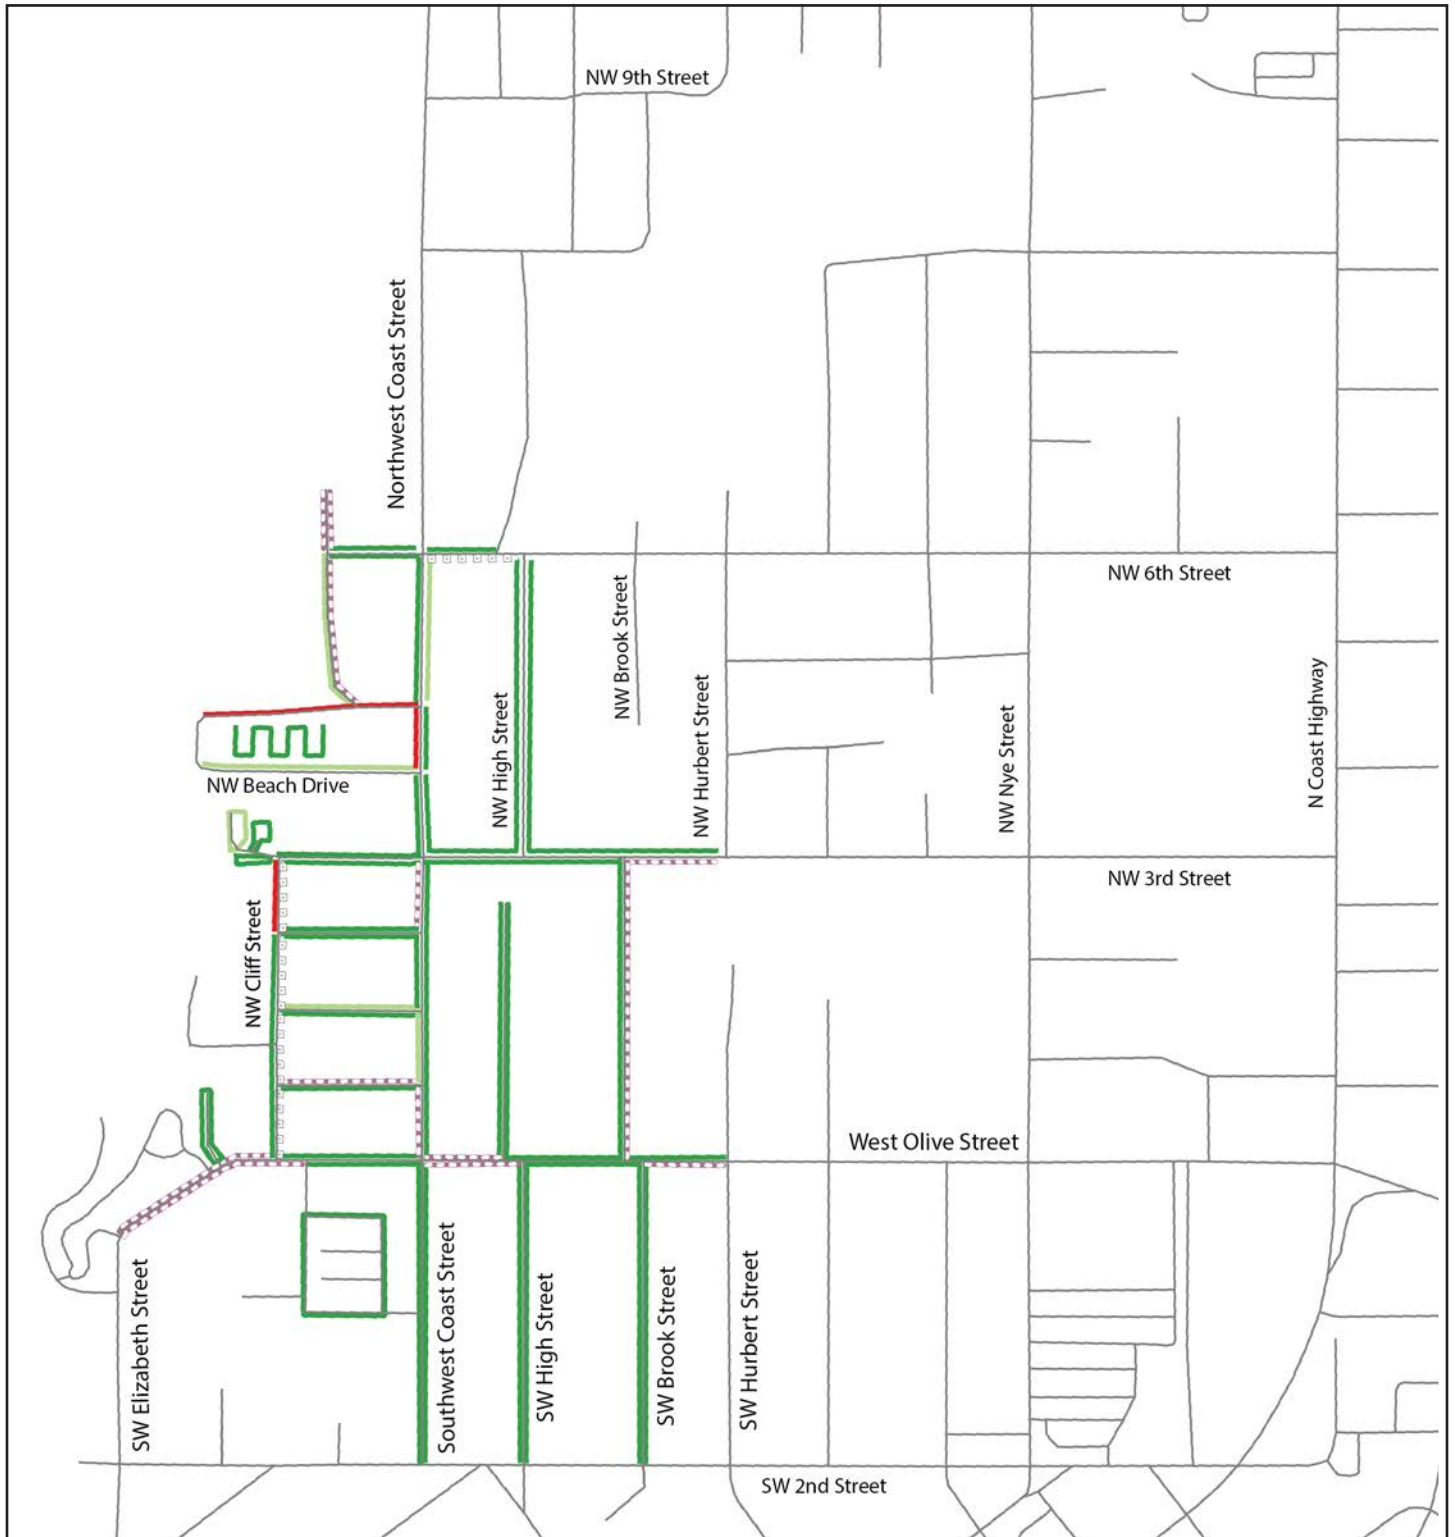 NW 9th Street
Northwest Coast Street
NW 6th Street
NW Brook Street
NW High Street
NW Hurbert Street
NW Nye Street
N Coast Highway
NW Beach Drive
NW 3rd Street
NW Cliff Street
West Olive Street
SW Elizabeth Street
Southwest Coast Street
SW High Street
SW Brook Street
SW Hurbert Street
SW 2nd Street